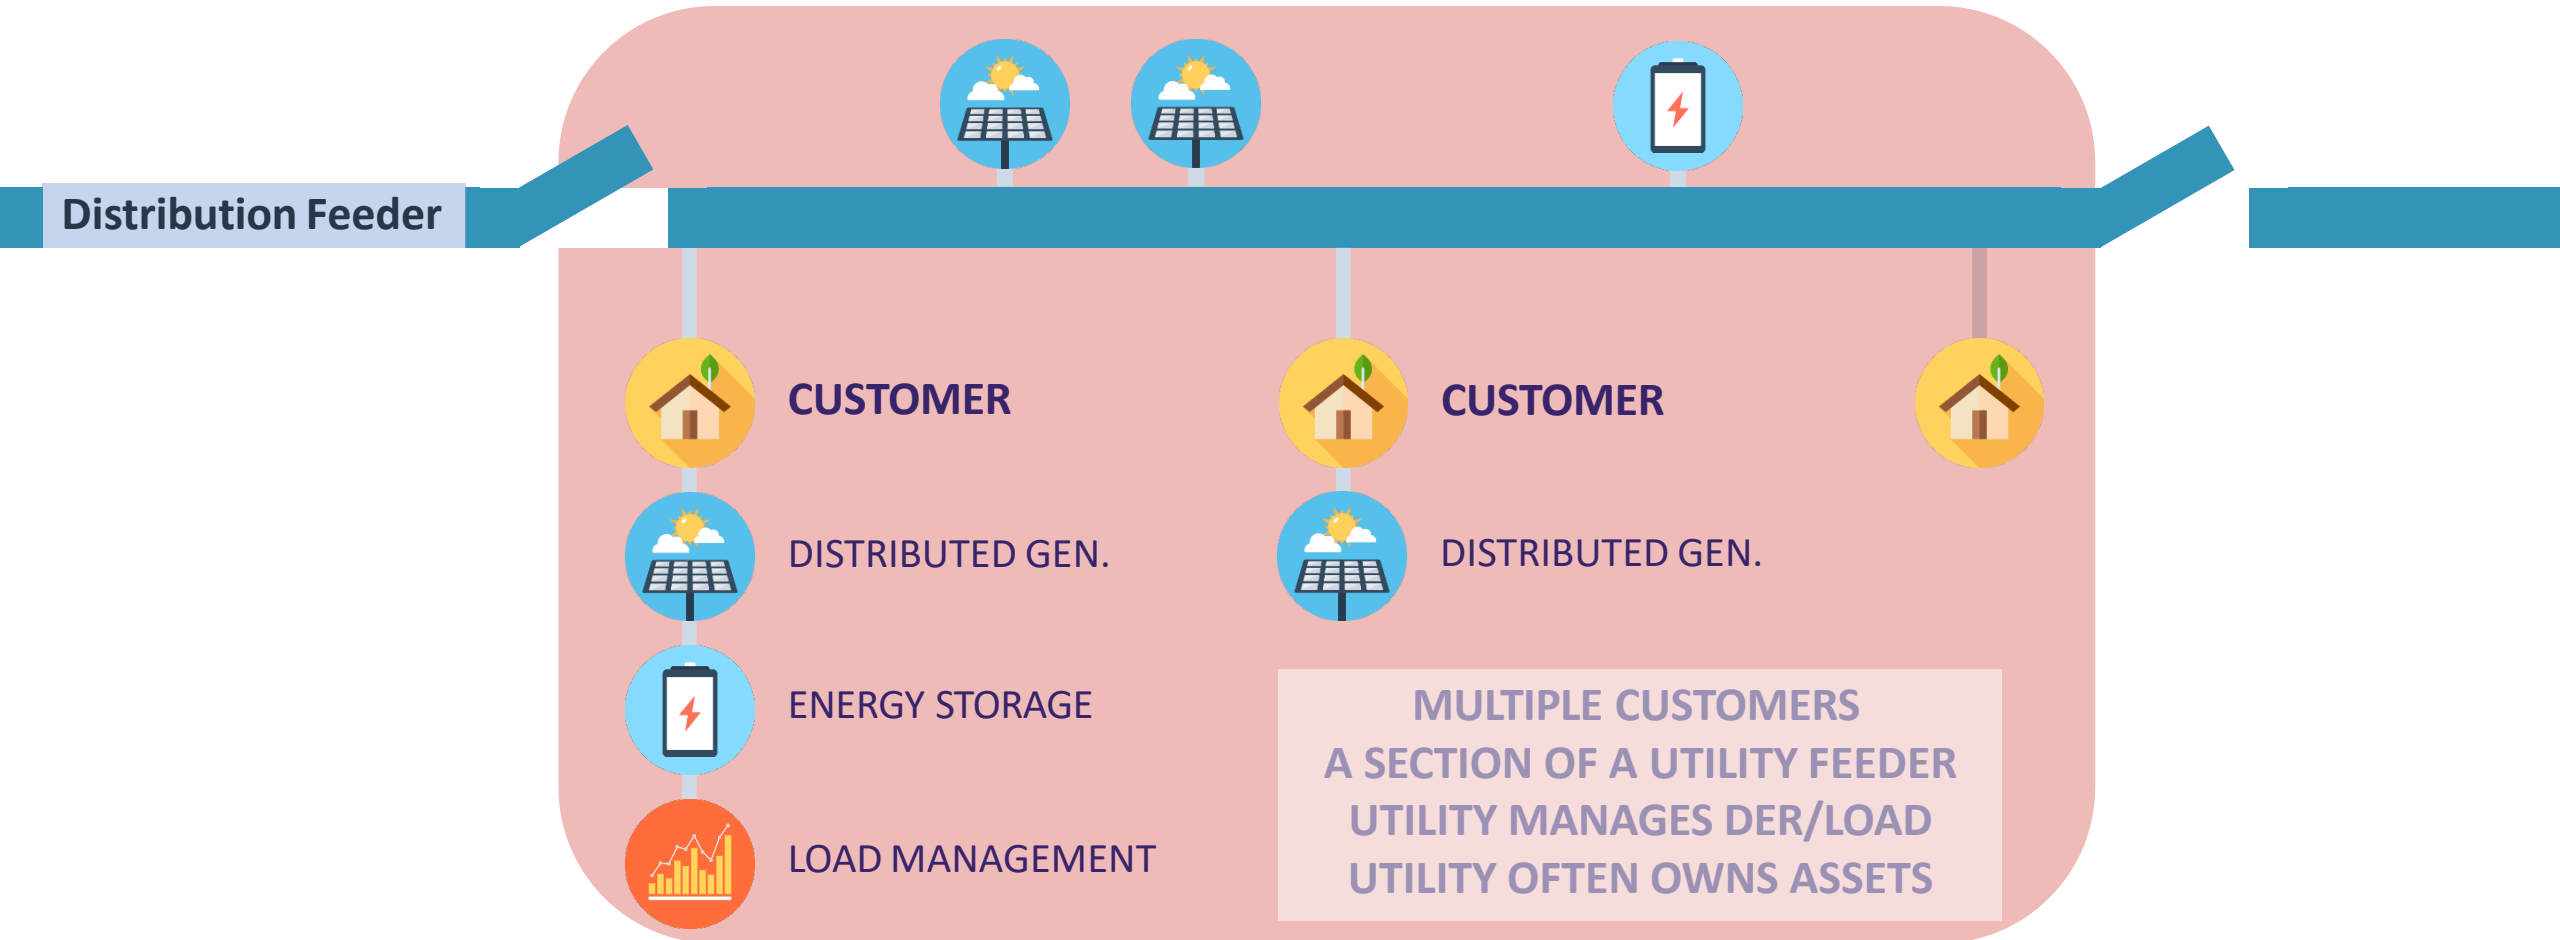 Distribution Feeder
CUSTOMER
DISTRIBUTED GEN.
ENERGY STORAGE
LOAD MANAGEMENT
CUSTOMER
DISTRIBUTED GEN.
MULTIPLE CUSTOMERS
A SECTION OF A UTILITY FEEDER
UTILITY MANAGES DER/LOAD
UTILITY OFTEN OWNS ASSETS